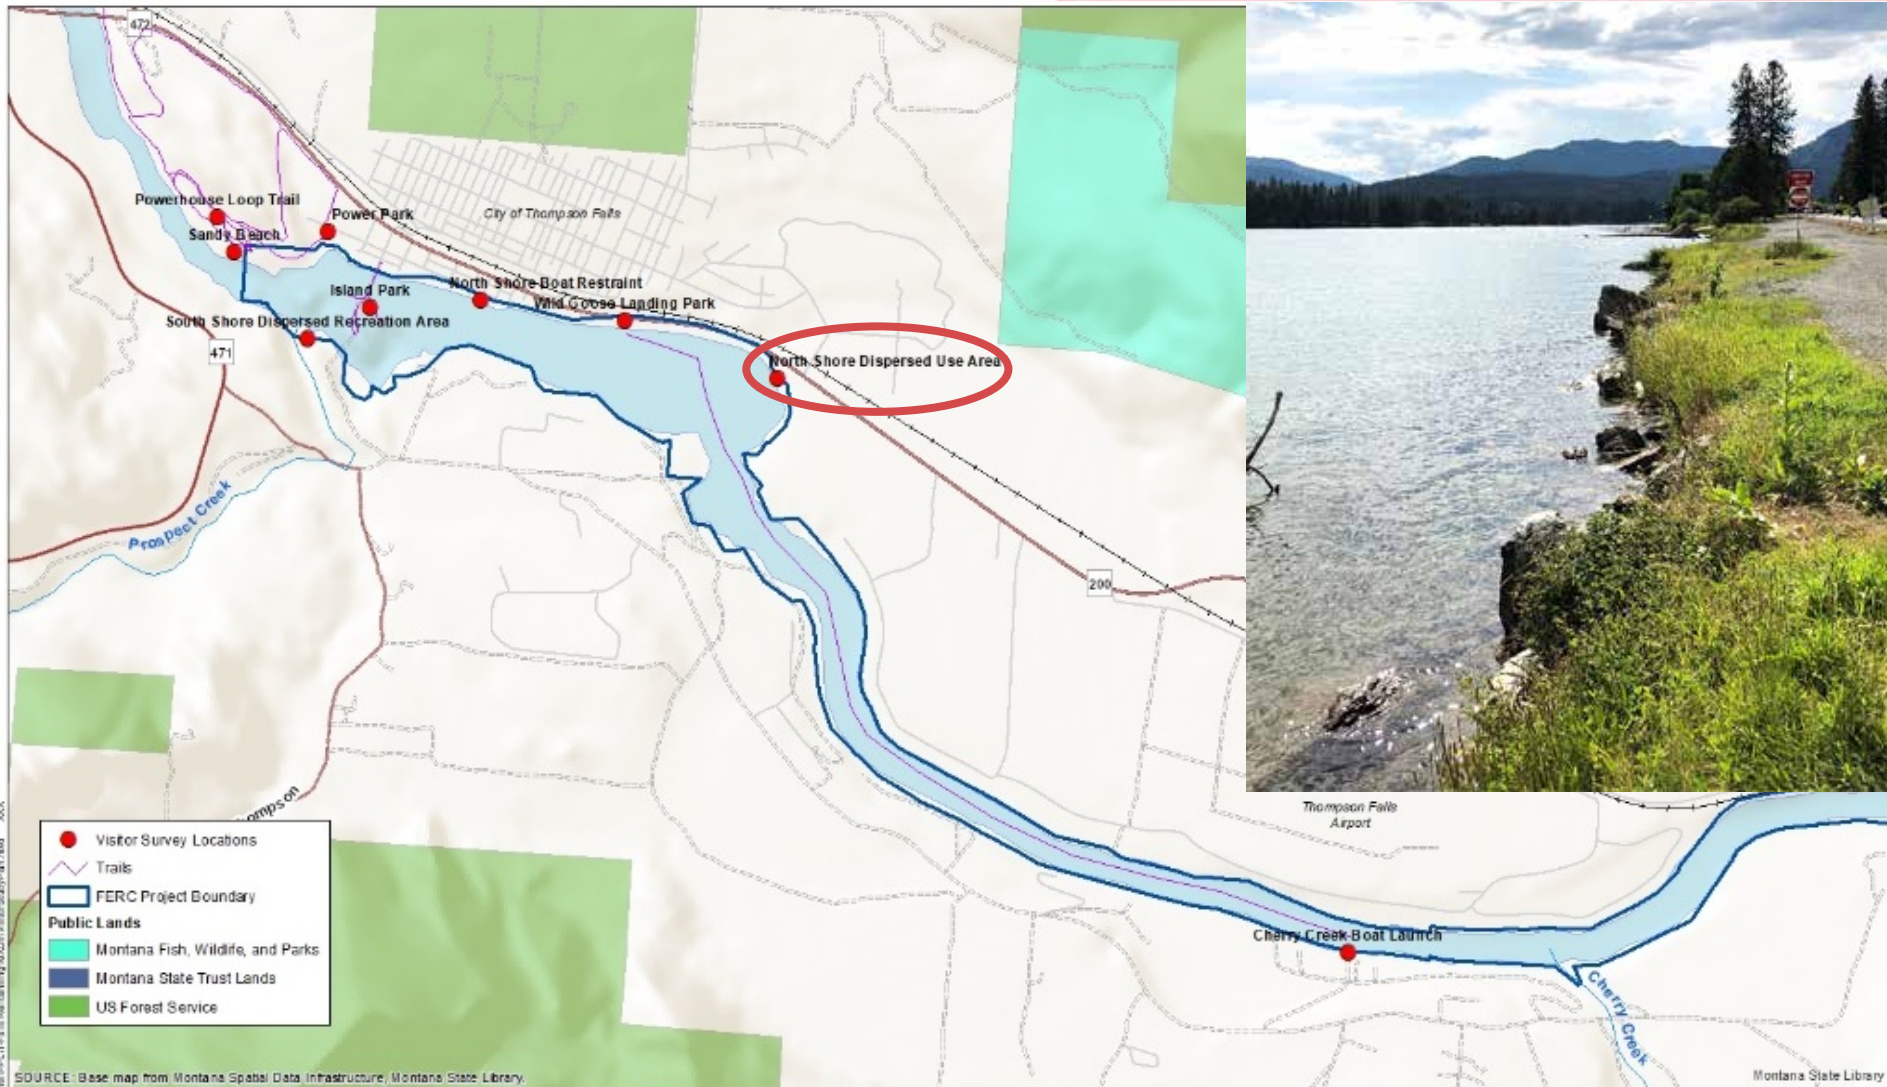 472
Powerhouse Loop Trail
Power Park
City of Thompson Falls
Sandy Beach
North Shore Boat Restraint
Island Park
Wild Goose Landing Park
South Shore Dispersed Recreation Area
471
North Shore Dispersed Use Area
Prospect Creek
200
Thompson Falls
Airport
Cherry Creek Boat Launch
Cherry Creek
Visitor Survey Locations
Trails
FERC Project Boundary
Public Lands
Montana Fish, Wildlife, and Parks
Montana State Trust Lands
US Forest Service
SOURCE: Base map from Montana Spatial Data Infrastructure, Montana State Library.
Montana State Library